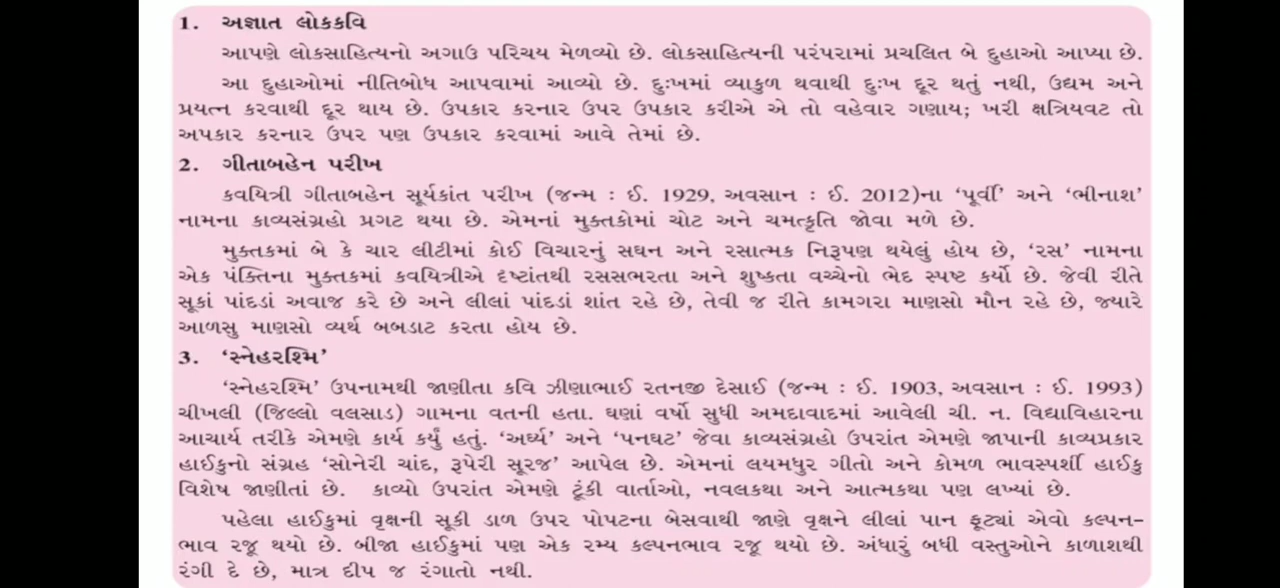 1. અજ્ઞાત લોકકવિ
આપણે લોકસાહિત્યનો અગાઉ પરિચય મેળવ્યો છે. લોકસાહિત્યની પરંપરામાં પ્રચલિત બે દુહાઓ આપ્યા છે.
આ દુહાઓમાં નીતિબોધ આપવામાં આવ્યો છે. દુઃખમાં વ્યાકુળ થવાથી દુઃખ દૂર થતું નથી, ઉદ્યમ અને
પ્રયત્ન કરવાથી દૂર થાય છે. ઉપકાર કરનાર ઉપર ઉપકાર કરીએ એ તો વહેવાર ગણાય; ખરી ક્ષત્રિયવટ તો
અપકાર કરનાર ઉપર પણ ઉપકાર કરવામાં આવે તેમાં છે.
2. ગીતાબહેન પરીખ
કવયિત્રી ગીતાબહેન સૂર્યકાંત પરીખ (જન્મ : ઈ. 1929, અવસાન : ઈ. 2012)ના ‘પૂર્વી’ અને ‘ભીનાશ’
નામના કાવ્યસંગ્રહો પ્રગટ થયા છે. એમનાં મુક્તકોમાં ચોટ અને ચમત્કૃતિ જોવા મળે છે.
મુક્તકમાં બે કે ચાર લીટીમાં કોઈ વિચારનું સઘન અને રસાત્મક નિરૂપણ થયેલું હોય છે, ‘રસ’ નામના
એક પંક્તિના મુક્તકમાં કવયિત્રીએ દૃષ્ટાંતથી રસસભરતા અને શુષ્કતા વચ્ચેનો ભેદ સ્પષ્ટ કર્યો છે. જેવી રીતે
સૂકાં પાંદડાં અવાજ કરે છે અને લીલાં પાંદડાં શાંત રહે છે, તેવી જ રીતે કામગરા માણસો મૌન રહે છે, જ્યારે
આળસુ માણસો વ્યર્થ બબડાટ કરતા હોય છે.
3. ‘સ્નેહરશ્મિ’
‘સ્નેહરશ્મિ’ ઉપનામથી જાણીતા કવિ ઝીણાભાઈ રતનજી દેસાઈ (જન્મ : ઈ. 1903, અવસાન : ઈ. 1993)
ચીખલી (જિલ્લો વલસાડ) ગામના વતની હતા. ઘણાં વર્ષો સુધી અમદાવાદમાં આવેલી ચી. ન. વિદ્યાવિહારના
આચાર્ય તરીકે એમણે કાર્ય કર્યું હતું. ‘અર્ધ્ય’ અને ‘પનઘટ’ જેવા કાવ્યસંગ્રહો ઉપરાંત એમણે જાપાની કાવ્યપ્રકાર
હાઈકુનો સંગ્રહ ‘સોનેરી ચાંદ, રૂપેરી સૂરજ’ આપેલ છે. એમનાં લયમધુર ગીતો અને કોમળ ભાવસ્પર્શી હાઈકુ
વિશેષ જાણીતાં છે. કાવ્યો ઉપરાંત એમણે ટૂંકી વાર્તાઓ, નવલકથા અને આત્મકથા પણ લખ્યાં છે.
પહેલા હાઈકુમાં વૃક્ષની સૂકી ડાળ ઉપર પોપટના બેસવાથી જાણે વૃક્ષને લીલાં પાન ફૂટ્યાં એવો કલ્પન-
ભાવ રજૂ થયો છે. બીજા હાઈકુમાં પણ એક રમ્ય કલ્પનભાવ રજૂ થયો છે. અંધારું બધી વસ્તુઓને કાળાશથી
રંગી દે છે, માત્ર દીપ જ રંગાતો નથી.